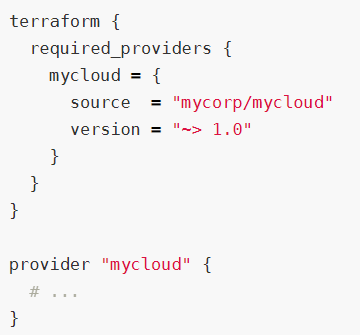 terraform {
  required_providers {
    mycloud = {
      source  = "mycorp/mycloud"
      version = "~> 1.0"
    }
  }
}

provider "mycloud" {
  # ...
}